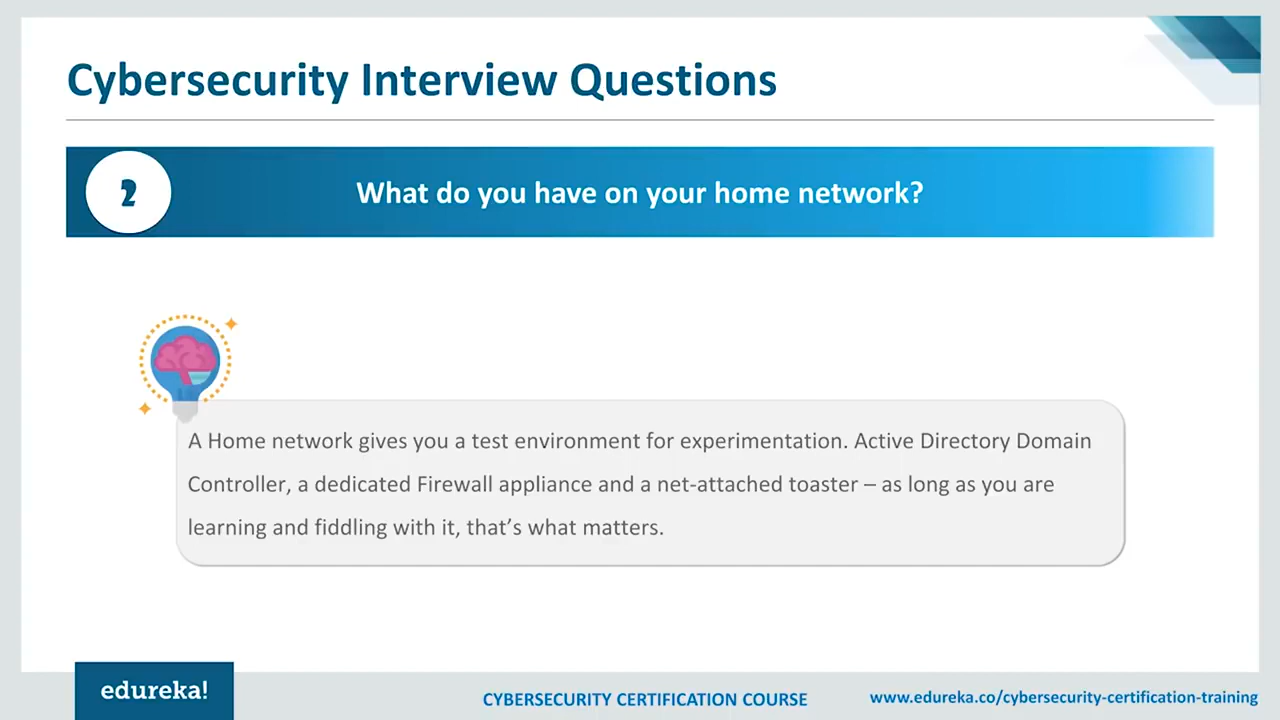 Cybersecurity Interview Questions
2
What do you have on your home network?
A Home network gives you a test environment for experimentation. Active Directory Domain
Controller, a dedicated Firewall appliance and a net-attached toaster – as long as you are
learning and fiddling with it, that’s what matters.
edureka!
CYBERSECURITY CERTIFICATION COURSE
www.edureka.co/cybersecurity-certification-training